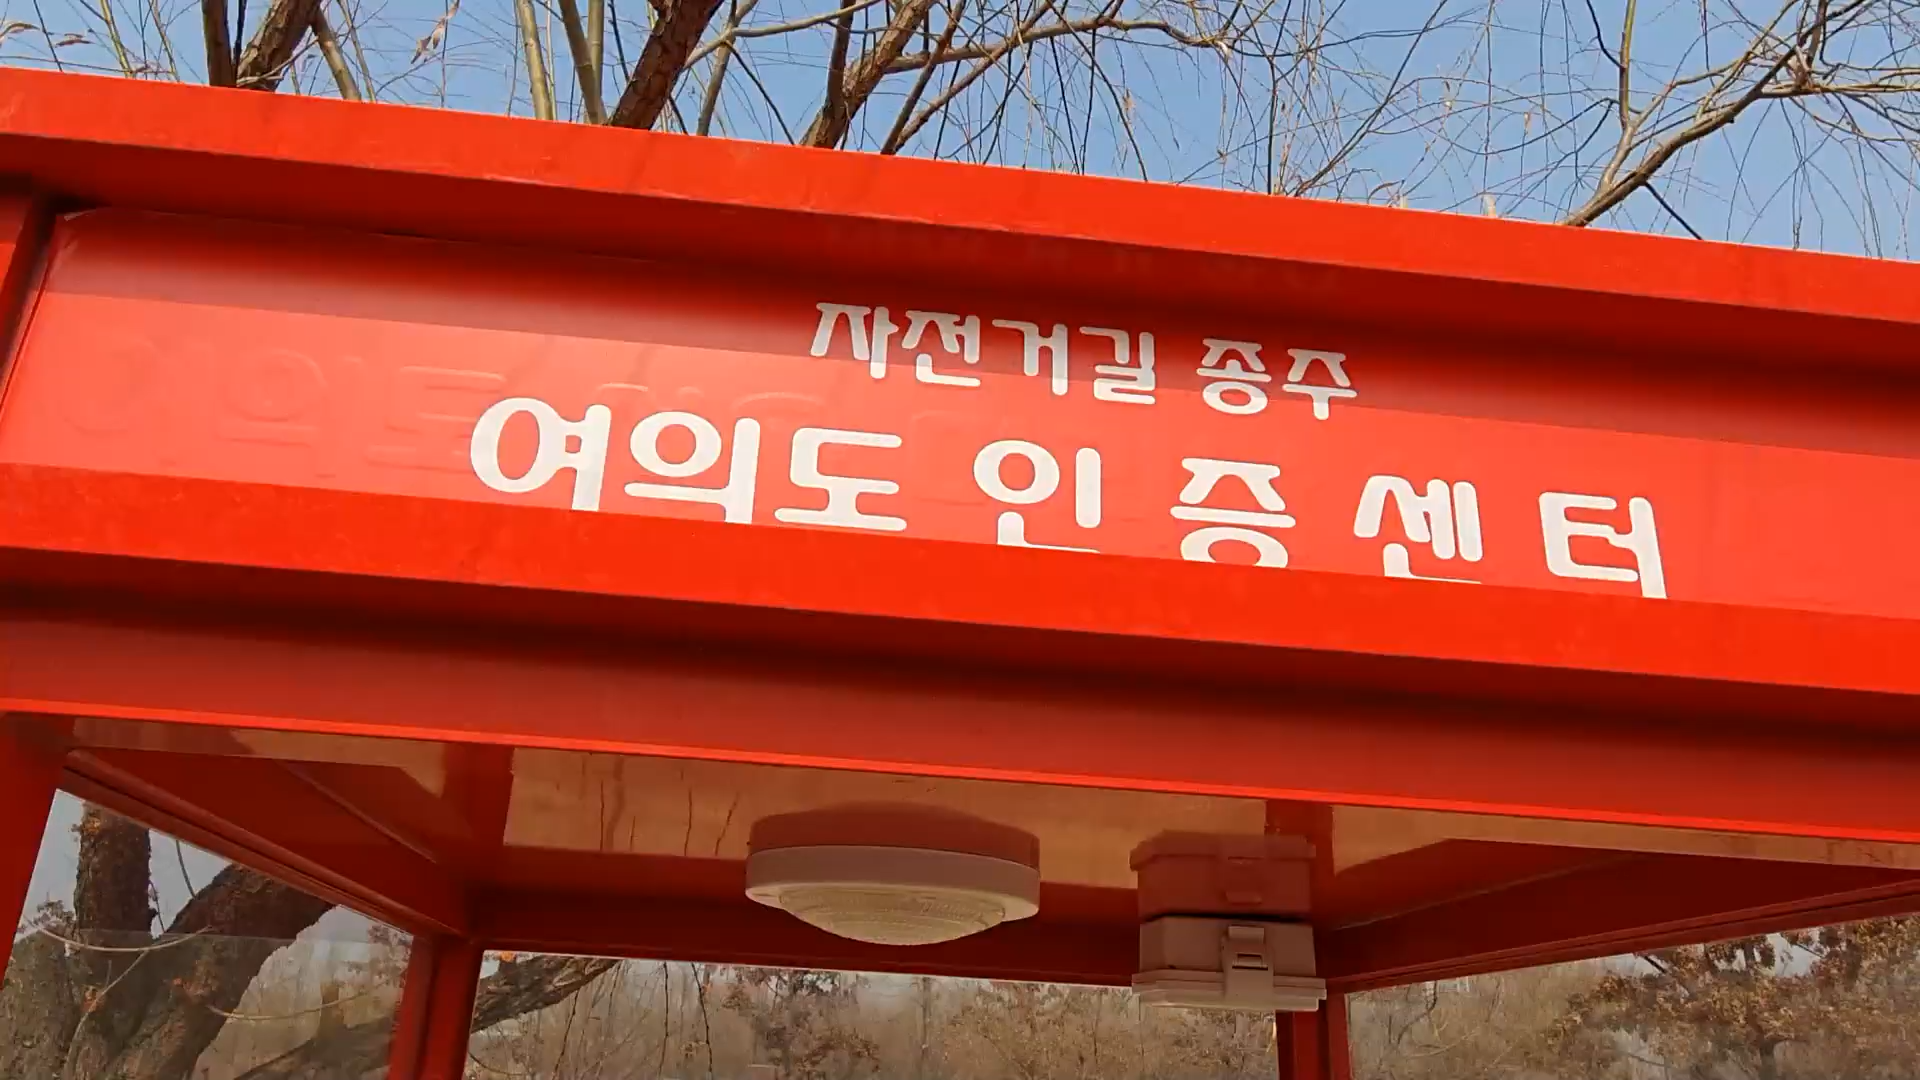 자전거길 종주
여의도 인증 센터